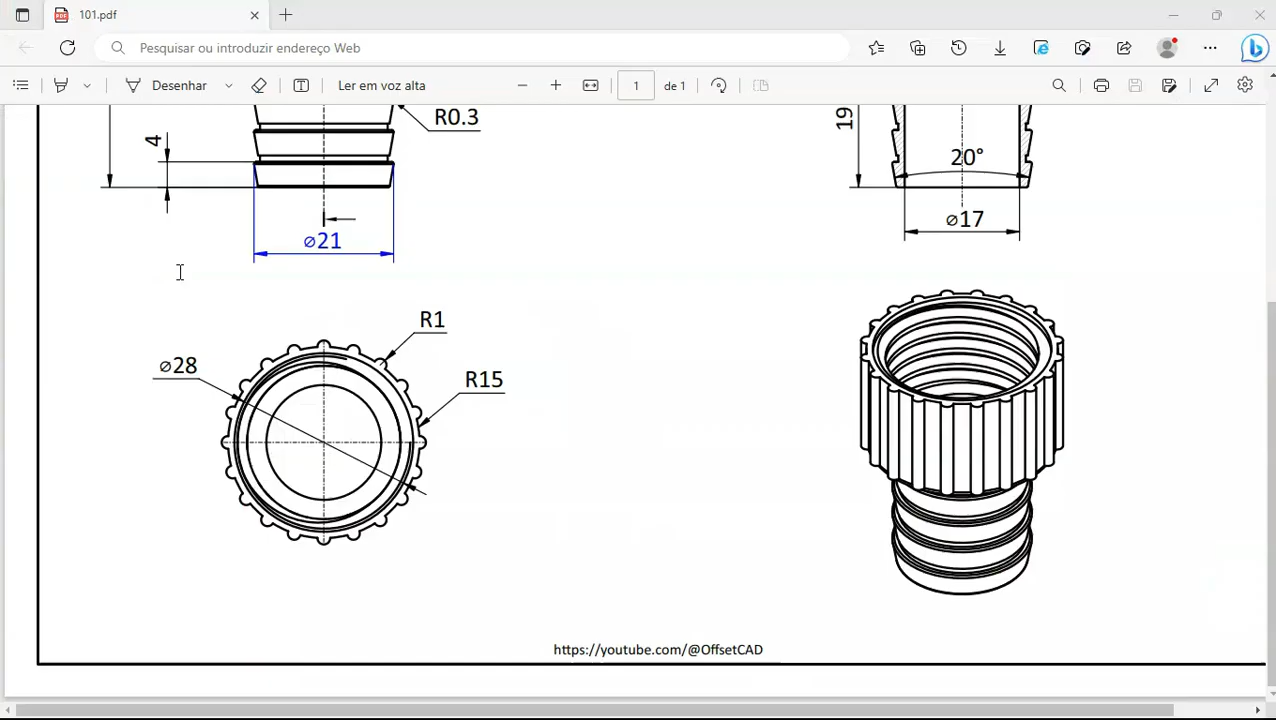 101.pdf
Pesquisar ou introduzir endereço Web
Desenhar
Ler em voz alta
1
de 1
R0.3
4
⌀21
19
20°
⌀17
R1
⌀28
R15
https://youtube.com/@OffsetCAD